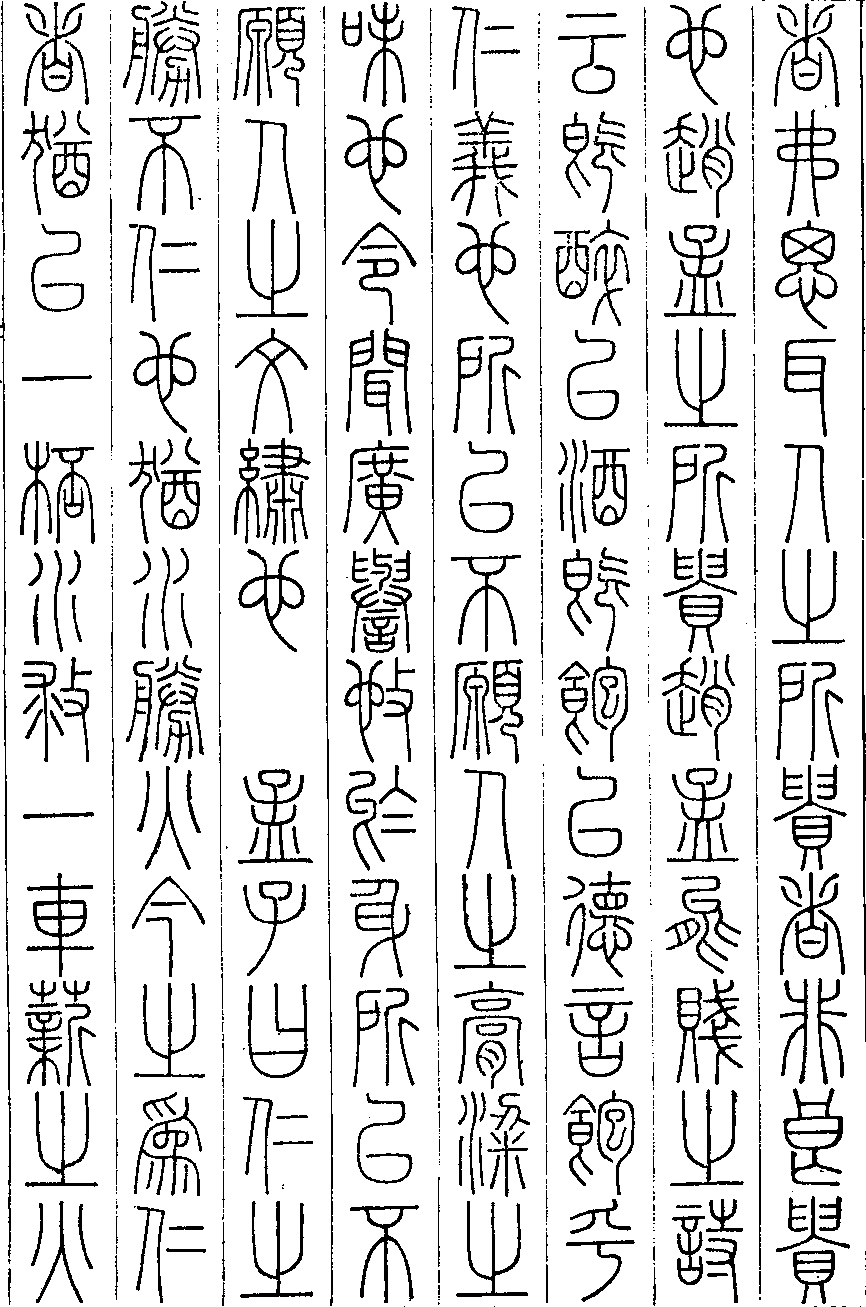 者弗思耳人之所貴者非良貴
也趙孟之所貴趙孟能賤之詩
云既醉以酒既飽以德言飽乎
仁義也所以不願人之膏粱之
味也令聞廣譽施於身所以不
願人之文繡也 孟子曰仁之
勝不仁也猶水勝火今之為仁
者猶以一桮水救一車薪之火